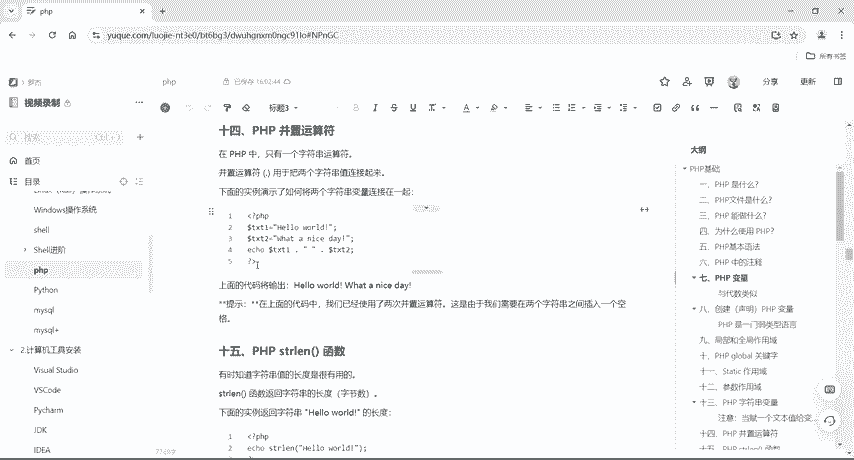 php
yuque.com/luojie-nt3e0/bt6bg3/dwuhgnxm0ngc91lo#NPnGC
所有书签
罗杰
视频录制
php
已保存 16:02:44
分享
更新
搜索
标题3
首页
目录
Windows操作系统
shell
Shell进阶
php
Python
mysql
mysql+
2.计算机工具安装
Visual Studio
VSCode
Pycharm
JDK
IDEA
十四、PHP 并置运算符
在 PHP 中，只有一个字符串运算符。
并置运算符 (.) 用于把两个字符串值连接起来。
下面的实例演示了如何将两个字符串变量连接在一起：
1 <?php
2 $txt1="Hello world!";
3 $txt2="What a nice day!";
4 echo $txt1 . " " . $txt2;
5 ?>
上面的代码将输出：Hello world! What a nice day!
**提示：**在上面的代码中，我们已经使用了两次并置运算符。这是由于我们需要在两个字符串之间插入一个空
格。
十五、PHP strlen() 函数
有时知道字符串值的长度是很有用的。
strlen() 函数返回字符串的长度（字节数）。
下面的实例返回字符串 "Hello world!" 的长度：
1 <?php
2 echo strlen("Hello world!");
大纲
PHP基础
一、PHP 是什么？
二、PHP文件是什么？
三、PHP 能做什么？
四、为什么使用 PHP？
五、PHP基本语法
六、PHP 中的注释
七、PHP 变量
与代数类似
八、创建（声明）PHP 变量
PHP 是一门弱类型语言
九、局部和全局作用域
十、PHP global 关键字
十一、Static 作用域
十二、参数作用域
十三、PHP 字符串变量
注意：当赋一个文本值给变...
十四、PHP 并置运算符
十五、PHP strlen() 函数